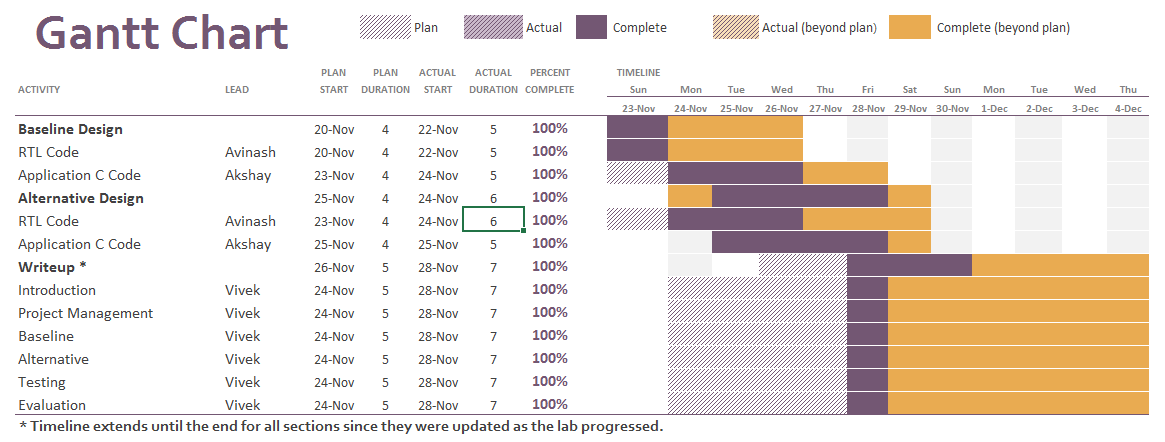 Gantt Chart Plan Actual Complete Actual (beyond plan) Complete (beyond plan)
PLAN PLAN ACTUAL ACTUAL PERCENT TIMELINE
ACTIVITY LEAD START DURATION START DURATION COMPLETE Sun Mon Tue Wed Thu Fri Sat Sun Mon Tue Wed Thu
23-Nov 24-Nov 25-Nov 26-Nov 27-Nov 28-Nov 29-Nov 30-Nov 1-Dec 2-Dec 3-Dec 4-Dec
Baseline Design 20-Nov 4 22-Nov 5 100%
RTL Code Avinash 20-Nov 4 22-Nov 5 100%
Application C Code Akshay 23-Nov 4 24-Nov 5 100%
Alternative Design 25-Nov 4 24-Nov 6 100%
RTL Code Avinash 23-Nov 4 24-Nov 6 100%
Application C Code Akshay 25-Nov 4 25-Nov 5 100%
Writeup * 26-Nov 5 28-Nov 7 100%
Introduction Vivek 24-Nov 5 28-Nov 7 100%
Project Management Vivek 24-Nov 5 28-Nov 7 100%
Baseline Vivek 24-Nov 5 28-Nov 7 100%
Alternative Vivek 24-Nov 5 28-Nov 7 100%
Testing Vivek 24-Nov 5 28-Nov 7 100%
Evaluation Vivek 24-Nov 5 28-Nov 7 100%
* Timeline extends until the end for all sections since they were updated as the lab progressed.